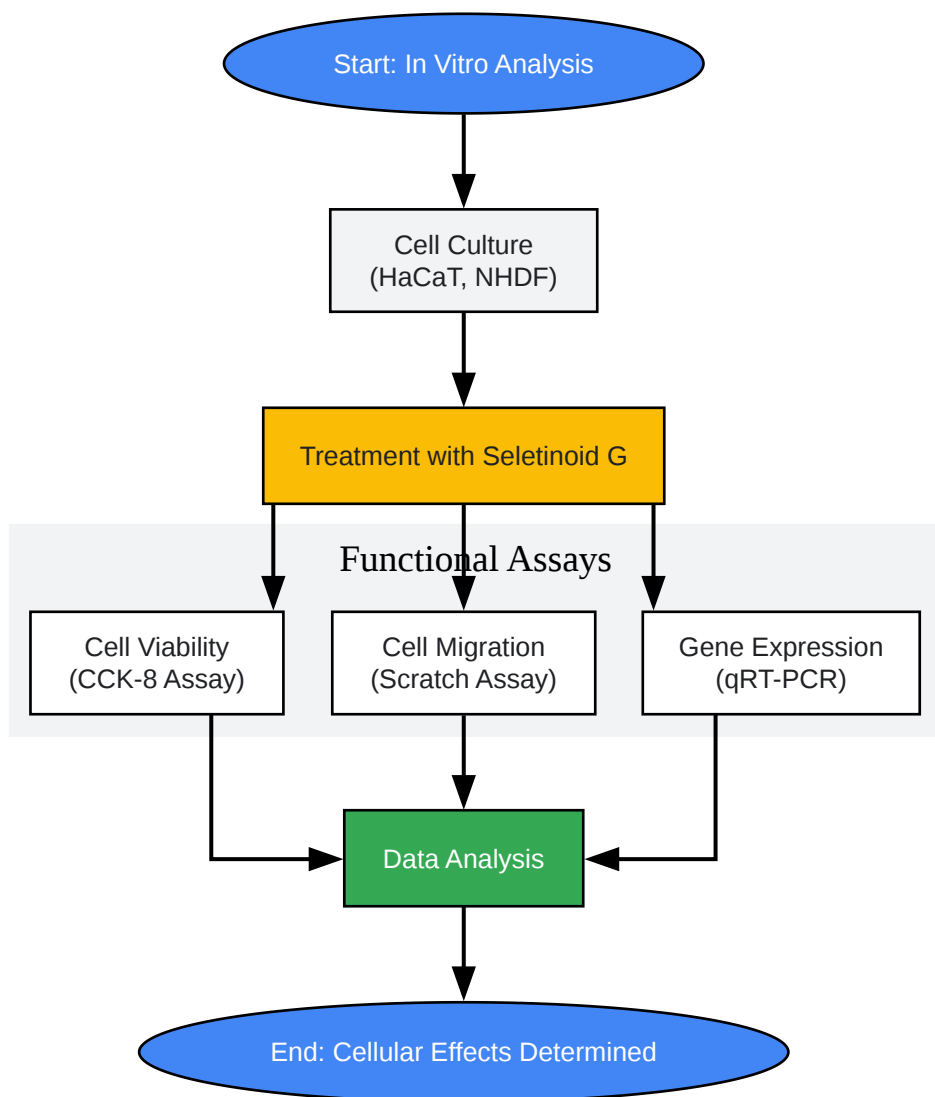 Start: In Vitro Analysis
Cell Culture
(HaCaT, NHDF)
Treatment with Seletinoid G
Functional Assays
Cell Viability
(CCK-8 Assay)
Cell Migration
(Scratch Assay)
Gene Expression
(qRT-PCR)
Data Analysis
End: Cellular Effects Determined